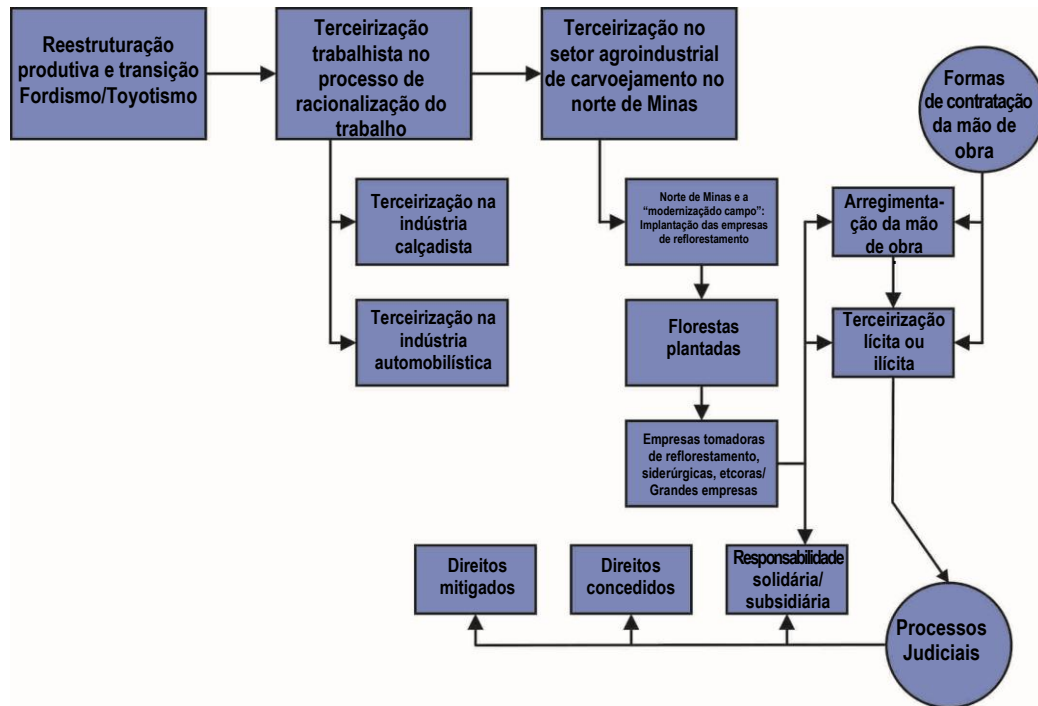 Reestruturação
produtiva e transição
Fordismo/Toyotismo
Terceirização
trabalhista no
processo de
racionalização do
trabalho
Terceirização no
setor agroindustrial
de carvoejamento no
norte de Minas
Formas
de contratação
da mão de
obra
Terceirização na
indústria
calçadista
Norte de Minas e a
“modernizaçãdo campo”:
Implantação das empresas
de reflorestamento
Arregimenta-
ção da mão
de obra
.
Terceirização na
indústria
automobilística
Florestas
plantadas
Terceirização
lícita ou
ilícita
Empresas tomadoras
de reflorestamento,
siderúrgicas, etcoras/
Grandes empresas
Direitos
mitigados
Direitos
concedidos
Responsabilidade
solidária/
subsidiária
Processos
Judiciais